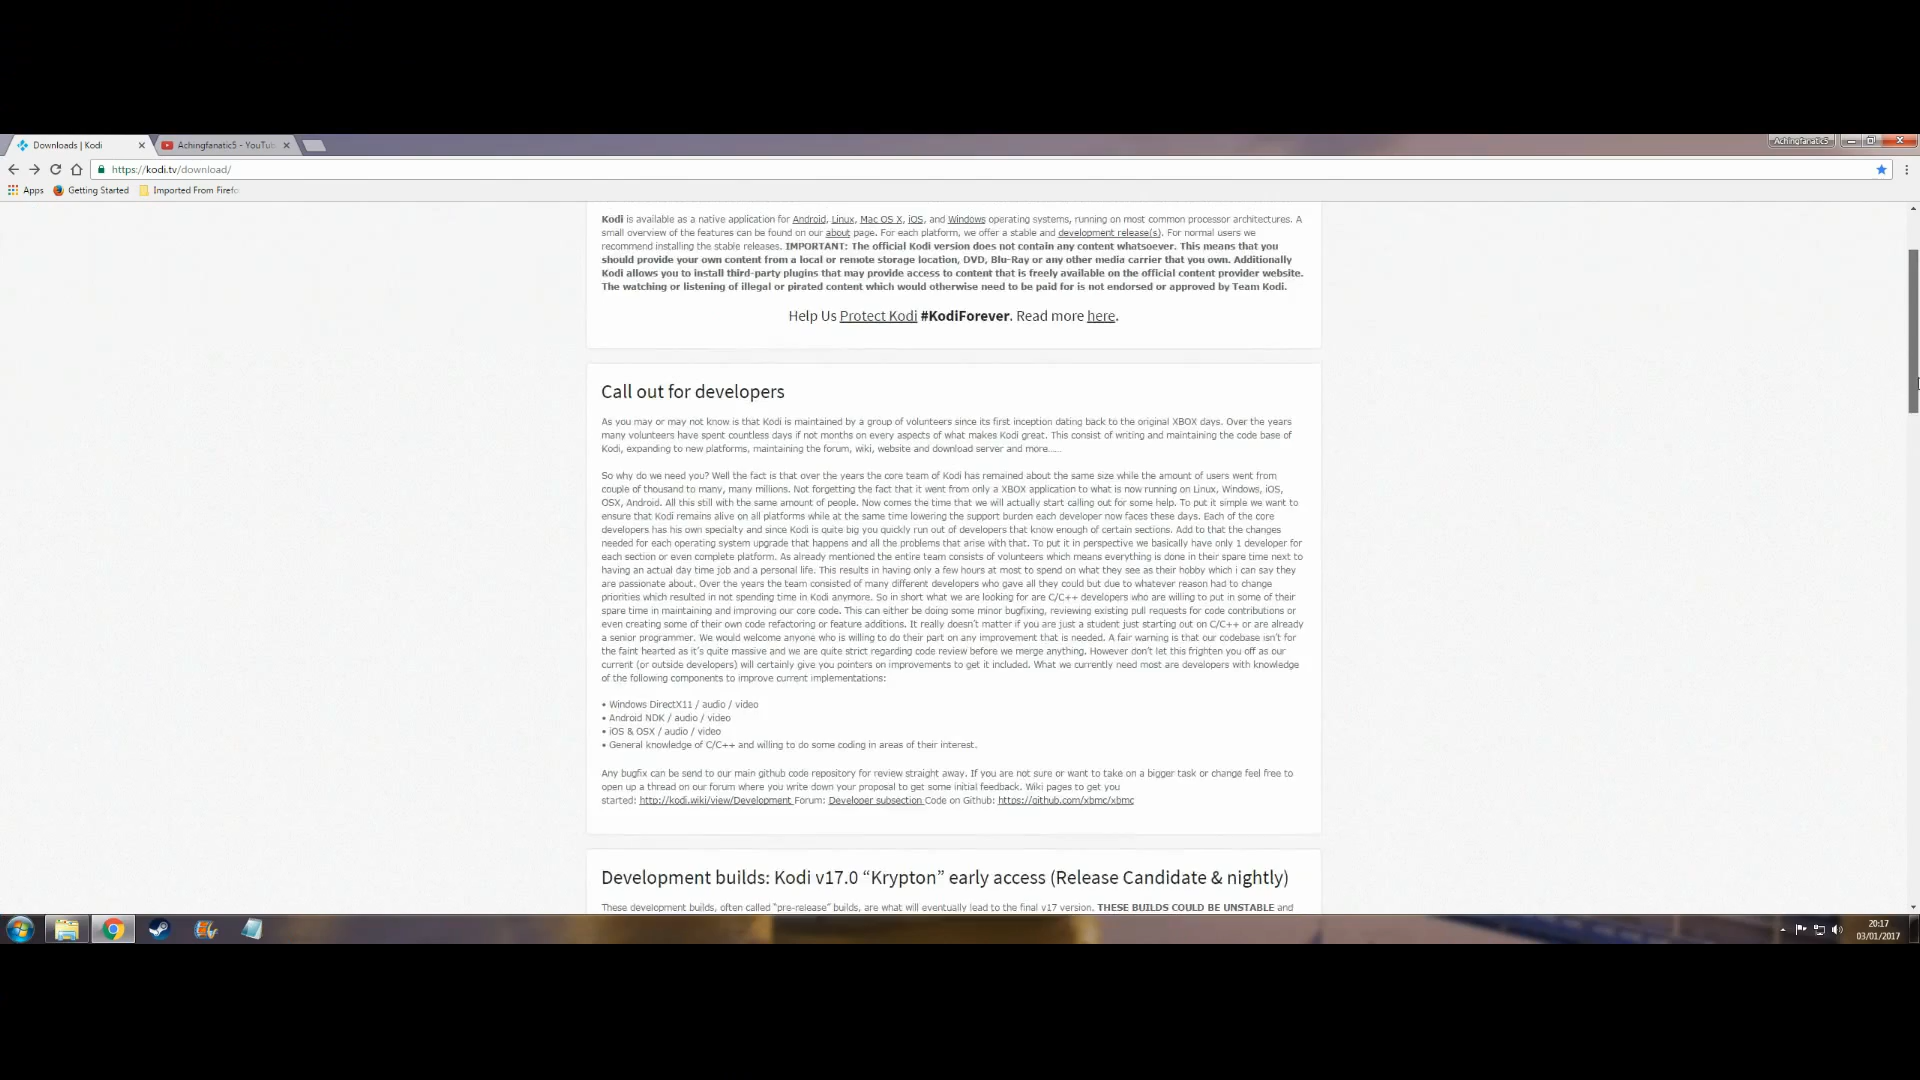 Downloads | Kodi
Achingfanatic5 - YouTub
Achingfanatic5
https://kodi.tv/download/
Apps
Getting Started
Imported From Firefo
Kodi is available as a native application for Android, Linux, Mac OS X, iOS, and Windows operating systems, running on most common processor architectures. A
small overview of the features can be found on our about page. For each platform, we offer a stable and development release(s). For normal users we
recommend installing the stable releases. IMPORTANT: The official Kodi version does not contain any content whatsoever. This means that you
should provide your own content from a local or remote storage location, DVD, Blu-Ray or any other media carrier that you own. Additionally
Kodi allows you to install third-party plugins that may provide access to content that is freely available on the official content provider website.
The watching or listening of illegal or pirated content which would otherwise need to be paid for is not endorsed or approved by Team Kodi.
Help Us Protect Kodi #KodiForever. Read more here.
Call out for developers
As you may or may not know is that Kodi is maintained by a group of volunteers since its first inception dating back to the original XBOX days. Over the years
many volunteers have spent countless days if not months on every aspects of what makes Kodi great. This consist of writing and maintaining the code base of
Kodi, expanding to new platforms, maintaining the forum, wiki, website and download server and more......
So why do we need you? Well the fact is that over the years the core team of Kodi has remained about the same size while the amount of users went from
couple of thousand to many, many millions. Not forgetting the fact that it went from only a XBOX application to what is now running on Linux, Windows, iOS,
OSX, Android. All this still with the same amount of people. Now comes the time that we will actually start calling out for some help. To put it simple we want to
ensure that Kodi remains alive on all platforms while at the same time lowering the support burden each developer now faces these days. Each of the core
developers has his own specialty and since Kodi is quite big you quickly run out of developers that know enough of certain sections. Add to that the changes
needed for each operating system upgrade that happens and all the problems that arise with that. To put it in perspective we basically have only 1 developer for
each section or even complete platform. As already mentioned the entire team consists of volunteers which means everything is done in their spare time next to
having an actual day time job and a personal life. This results in having only a few hours at most to spend on what they see as their hobby which i can say they
are passionate about. Over the years the team consisted of many different developers who gave all they could but due to whatever reason had to change
priorities which resulted in not spending time in Kodi anymore. So in short what we are looking for are C/C++ developers who are willing to put in some of their
spare time in maintaining and improving our core code. This can either be doing some minor bugfixing, reviewing existing pull requests for code contributions or
even creating some of their own code refactoring or feature additions. It really doesn't matter if you are just a student just starting out on C/C++ or are already
a senior programmer. We would welcome anyone who is willing to do their part on any improvement that is needed. A fair warning is that our codebase isn't for
the faint hearted as it's quite massive and we are quite strict regarding code review before we merge anything. However don't let this frighten you off as our
current (or outside developers) will certainly give you pointers on improvements to get it included. What we currently need most are developers with knowledge
of the following components to improve current implementations:
• Windows DirectX11 / audio / video
• Android NDK / audio / video
• iOS & OSX / audio / video
• General knowledge of C/C++ and willing to do some coding in areas of their interest.
Any bugfix can be send to our main github code repository for review straight away. If you are not sure or want to take on a bigger task or change feel free to
open up a thread on our forum where you write down your proposal to get some initial feedback. Wiki pages to get you
started: http://kodi.wiki/view/Development Forum: Developer subsection Code on Github: https://github.com/xbmc/xbmc
Development builds: Kodi v17.0 “Krypton” early access (Release Candidate & nightly)
These development builds, often called “pre-release” builds, are what will eventually lead to the final v17 version. THESE BUILDS COULD BE UNSTABLE and
20:17
03/01/2017